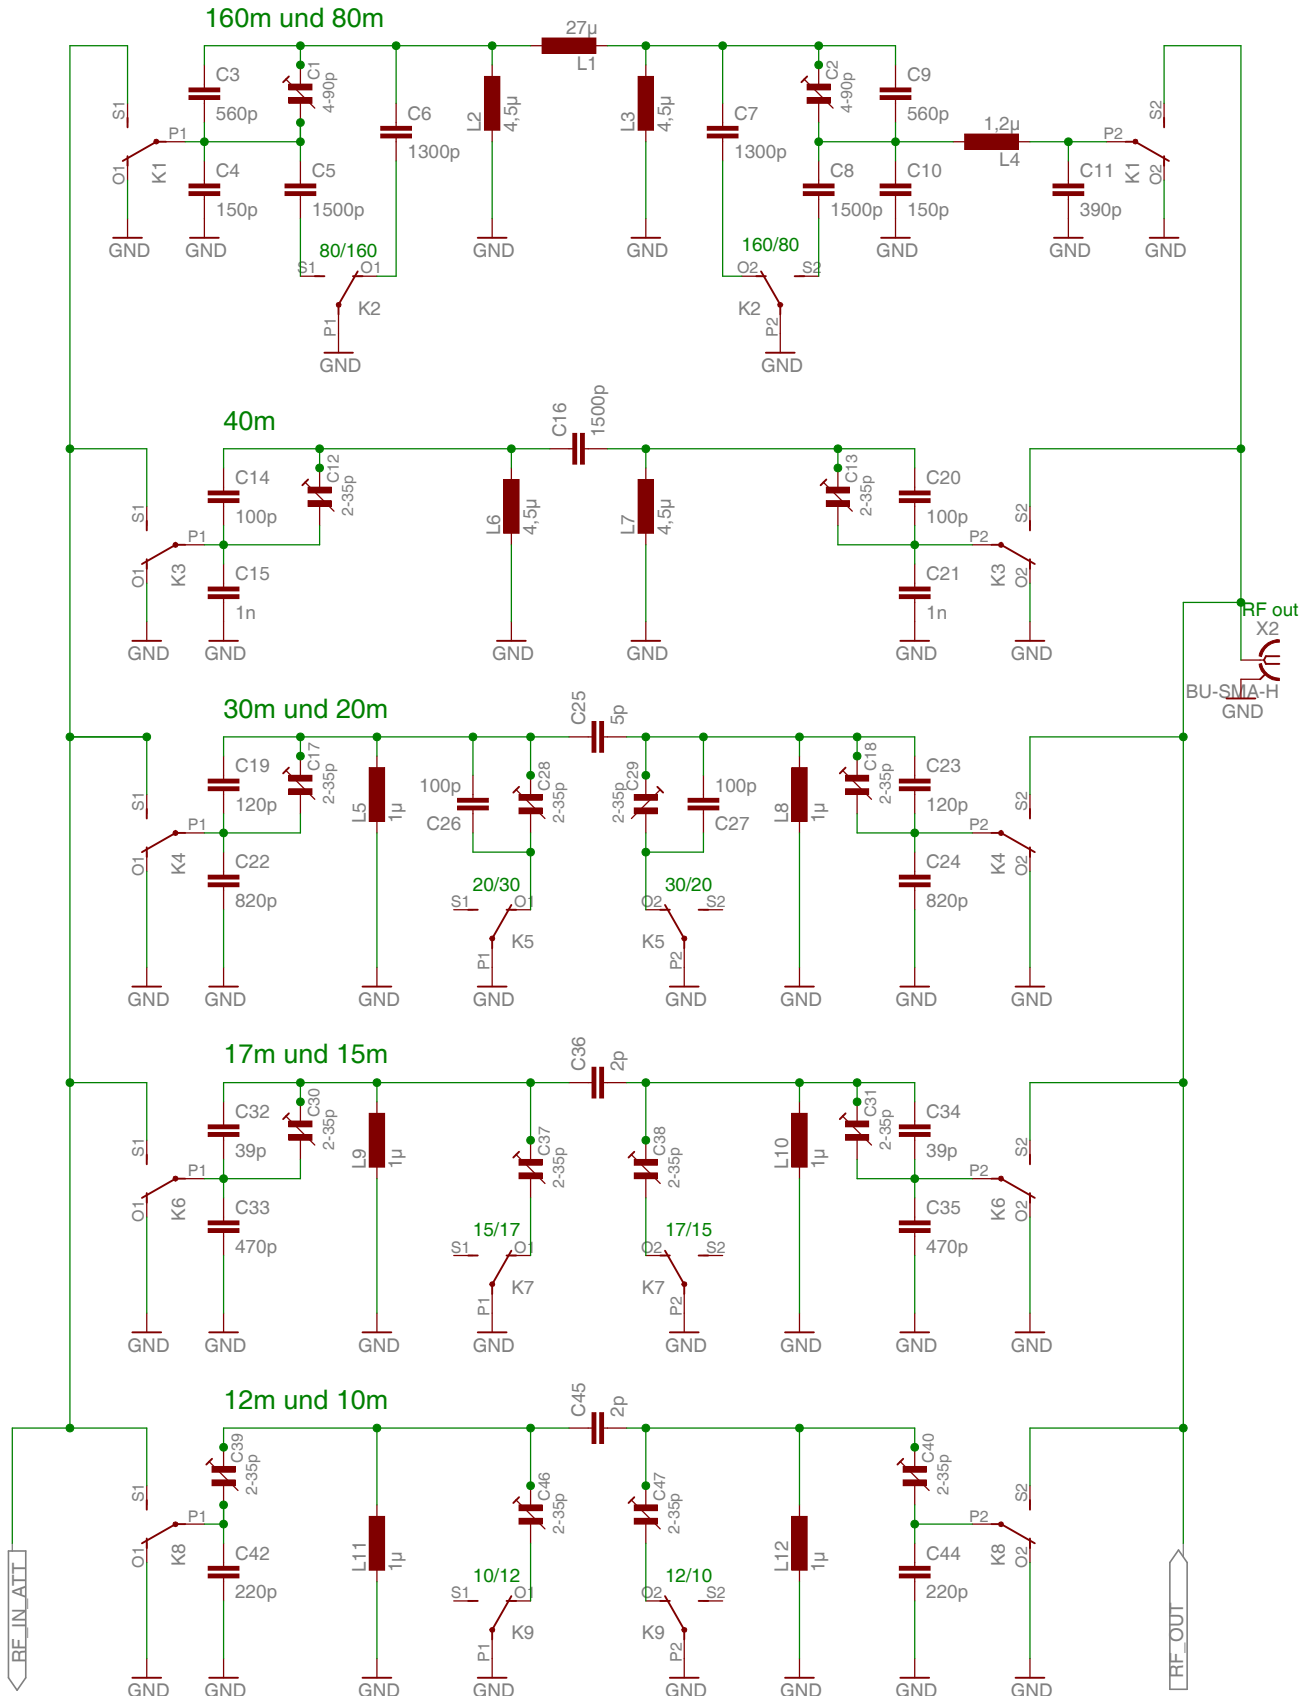 160m und 80m
27µ
L1
S1
C3
560p
C1
4-90p
C6
1300p
L2
4,5µ
L3
4,5µ
C7
1300p
C2
4-90p
C9
560p
S2
P1
O1
K1
C4
150p
C5
1500p
C8
1500p
C10
150p
1,2µ
L4
C11
390p
P2
K1
O2
GND
GND
GND
GND
GND
GND
GND
80/160
S1
O1
K2
P1
GND
160/80
O2
S2
K2
P2
GND
40m
C16
1500p
C14
100p
C12
2-35p
L6
4,5µ
L7
4,5µ
C13
2-35p
C20
100p
S1
P1
O1
K3
C15
1n
C21
1n
S2
P2
K3
O2
GND
GND
GND
GND
GND
GND
RF out
X2
BU-SMA-H
GND
30m und 20m
C25
5p
C19
120p
C17
2-35p
L5
1µ
100p
C26
C28
2-35p
C29
2-35p
100p
C27
L8
1µ
C18
2-35p
C23
120p
S1
P1
O1
K4
C22
820p
C24
820p
S2
P2
K4
O2
20/30
S1
O1
K5
P1
30/20
O2
S2
K5
P2
GND
GND
GND
GND
GND
GND
GND
GND
17m und 15m
C36
2p
C32
39p
C30
2-35p
L9
1µ
C37
2-35p
C38
2-35p
L10
1µ
C31
2-35p
C34
39p
S1
P1
O1
K6
C33
470p
C35
470p
S2
P2
K6
O2
15/17
S1
O1
K7
P1
17/15
O2
S2
K7
P2
GND
GND
GND
GND
GND
GND
GND
GND
12m und 10m
C45
2p
C39
2-35p
L11
1µ
C46
2-35p
C47
2-35p
L12
1µ
C40
2-35p
S1
P1
O1
K8
C42
220p
C44
220p
S2
P2
K8
O2
10/12
S1
O1
K9
P1
12/10
O2
S2
K9
P2
RF_IN_ATT
RF_OUT
GND
GND
GND
GND
GND
GND
GND
GND